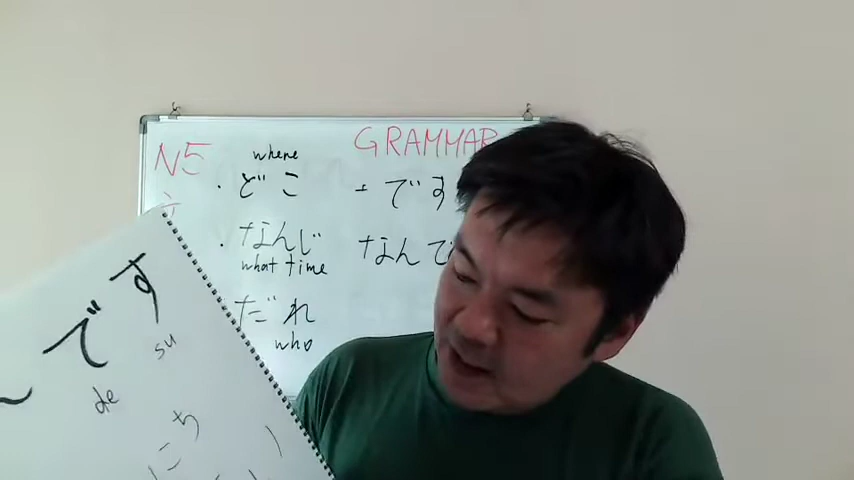 N5 GRAMMAR
where
・どこ + です
・なんじ なん
what time
だれ
who
です
de su